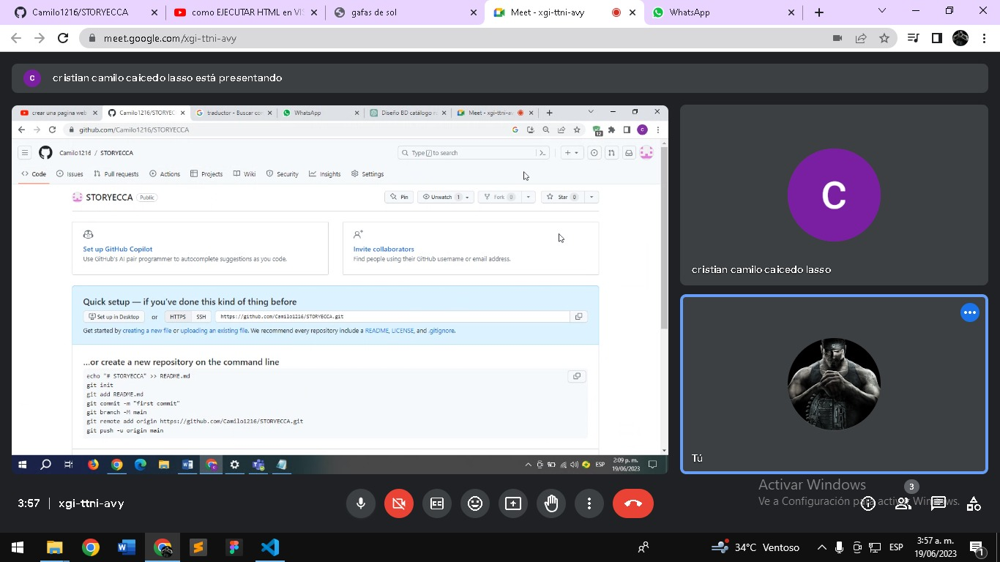 Camilo1216/STORYECCA
como EJECUTAR HTML en VIS
gafas de sol
Meet - xgi-ttni-avy
WhatsApp
meet.google.com/xgi-ttni-avy
C
cristian camilo caicedo lasso está presentando
crear una pagina web
Camilo1216/STORYEC
traductor - Buscar con
WhatsApp
Diseño BD catálogo
Meet - xgi-ttni-a
github.com/Camilo1216/STORYECCA
12
C
Camilo1216 / STORYECCA
Type / to search
Code
Issues
Pull requests
Actions
Projects
Wiki
Security
Insights
Settings
STORYECCA
Public
Pin
Unwatch 1
Fork 0
Star 0
Set up GitHub Copilot
Use GitHub's AI pair programmer to autocomplete suggestions as you code.
Invite collaborators
Find people using their GitHub username or email address.
Quick setup — if you've done this kind of thing before
Set up in Desktop or HTTPS SSH https://github.com/Camilo1216/STORYECCA.git
Get started by creating a new file or uploading an existing file. We recommend every repository include a README, LICENSE, and .gitignore.
...or create a new repository on the command line
echo "# STORYECCA" >> README.md
git init
git add README.md
git commit -m "first commit"
git branch -M main
git remote add origin https://github.com/Camilo1216/STORYECCA.git
git push -u origin main
ESP
2:09 p. m.
19/06/2023
C
cristian camilo caicedo lasso
Tú
Activar Windows
Ve a Configuración para activar Windows.
3
3:57 | xgi-ttni-avy
34°C Ventoso
ESP
3:57 a. m.
19/06/2023
1